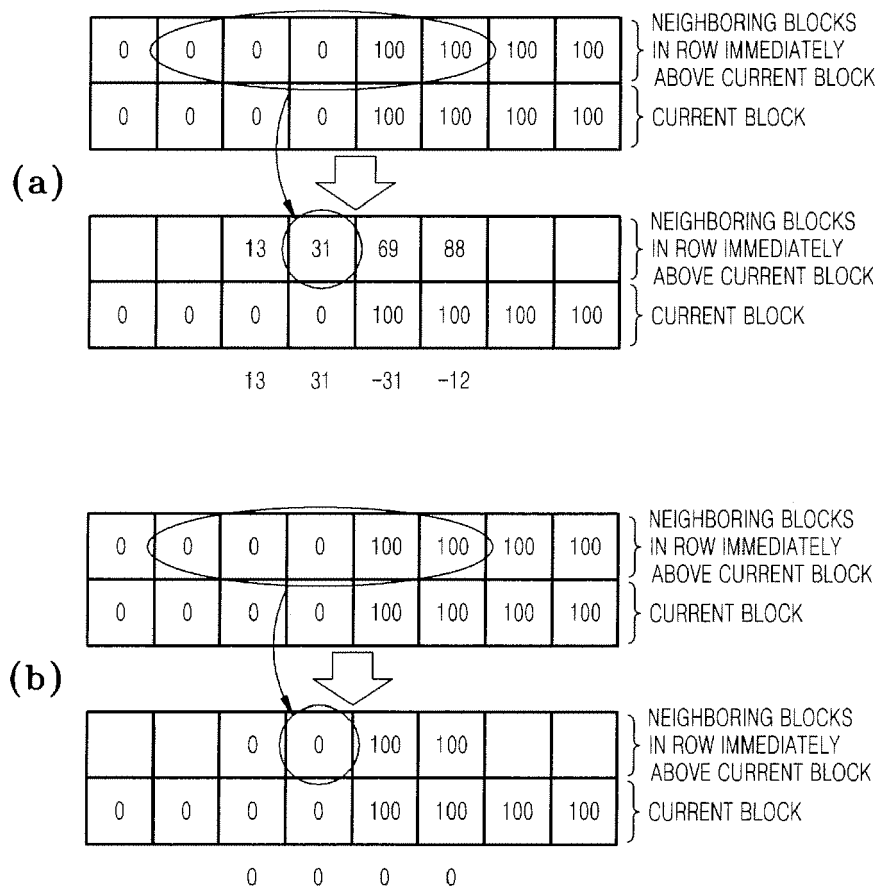 0 0 0 0 100 100 100 100
NEIGHBORING BLOCKS
IN ROW IMMEDIATELY
ABOVE CURRENT BLOCK
0 0 0 0 100 100 100 100
CURRENT BLOCK
(a)
13 31 69 88
NEIGHBORING BLOCKS
IN ROW IMMEDIATELY
ABOVE CURRENT BLOCK
0 0 0 0 100 100 100 100
CURRENT BLOCK
13 31 -31 -12
0 0 0 0 100 100 100 100
NEIGHBORING BLOCKS
IN ROW IMMEDIATELY
ABOVE CURRENT BLOCK
0 0 0 0 100 100 100 100
CURRENT BLOCK
(b)
0 0 100 100
NEIGHBORING BLOCKS
IN ROW IMMEDIATELY
ABOVE CURRENT BLOCK
0 0 0 0 100 100 100 100
CURRENT BLOCK
0 0 0 0